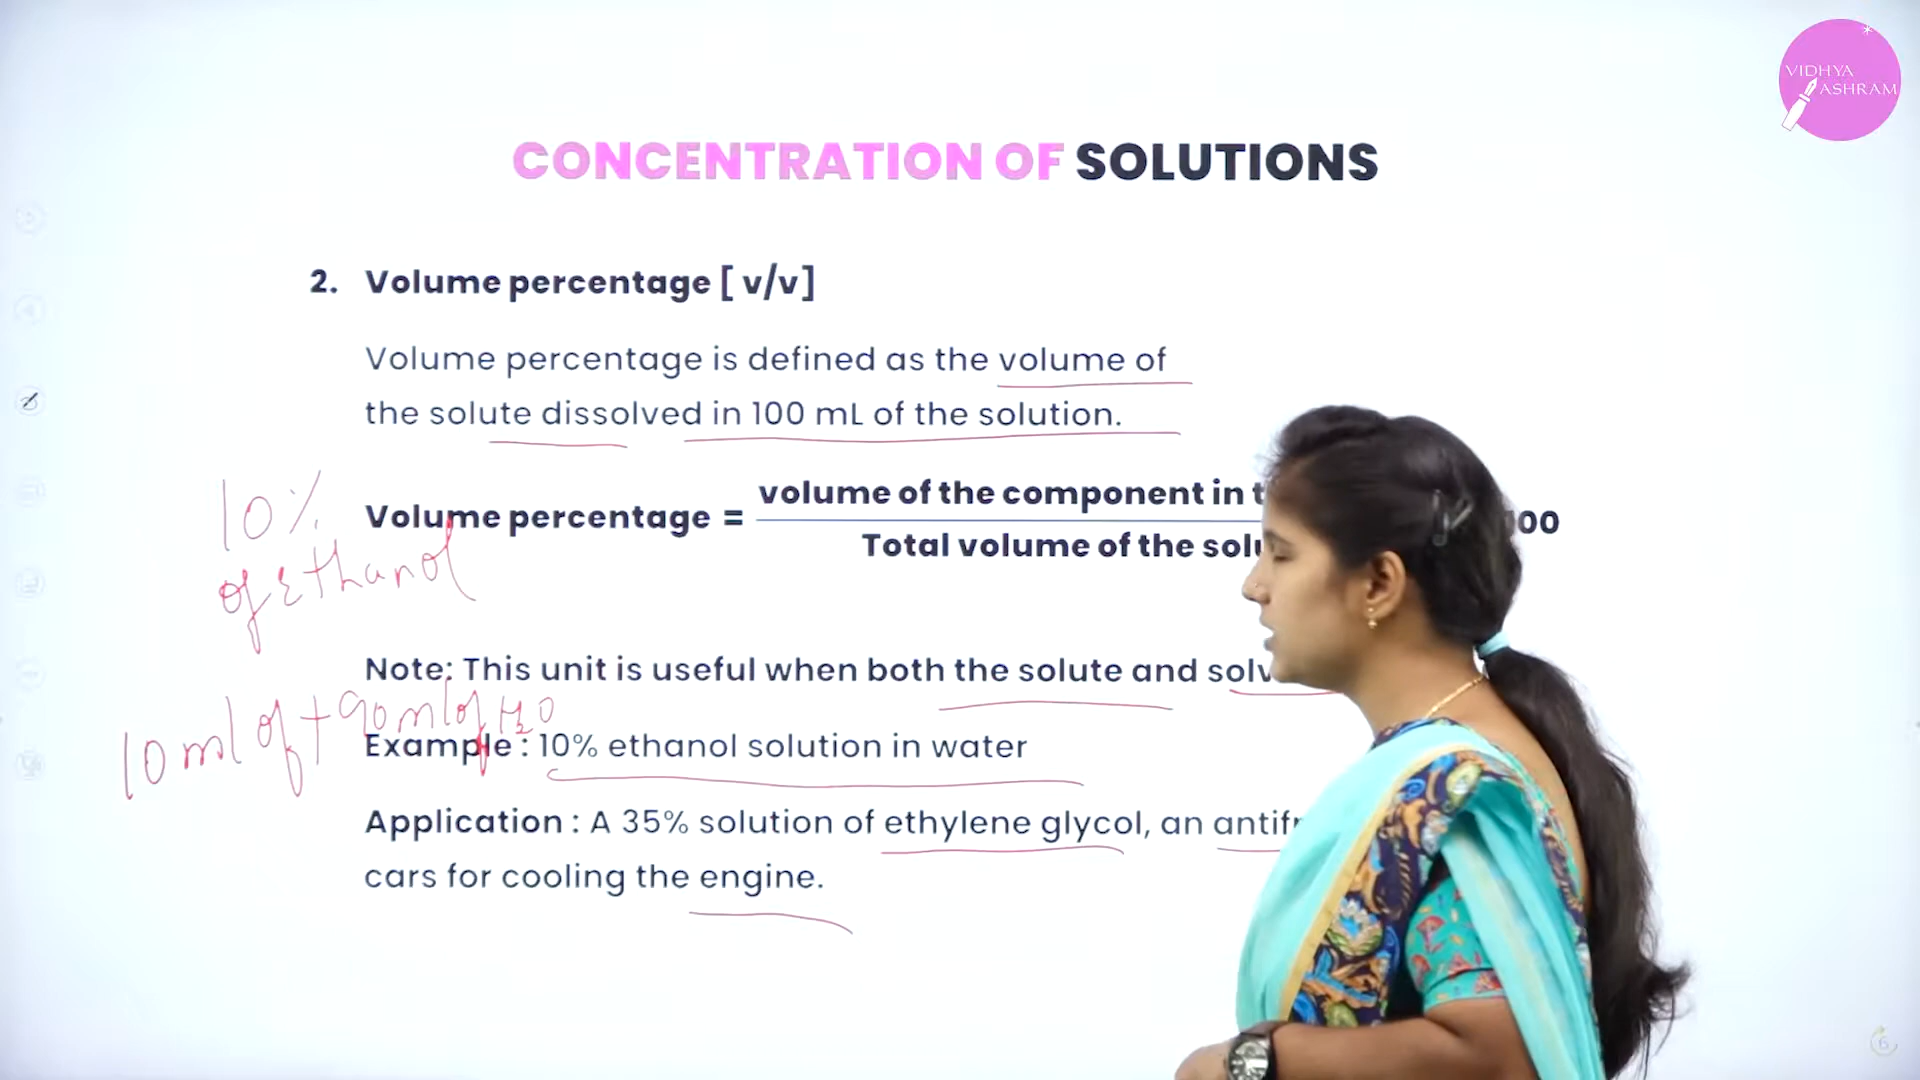 VIDHYA
ASHRAM
CONCENTRATION OF SOLUTIONS
2. Volume percentage [ v/v]
Volume percentage is defined as the volume of
the solute dissolved in 100 mL of the solution.
10%
of Ethanol
Volume percentage = volume of the component in
Total volume of the
00
Note: This unit is useful when both the solute and
10 ml of + 90 ml of H2O
Example : 10% ethanol solution in water
Application : A 35% solution of ethylene glycol, an
cars for cooling the engine.
6